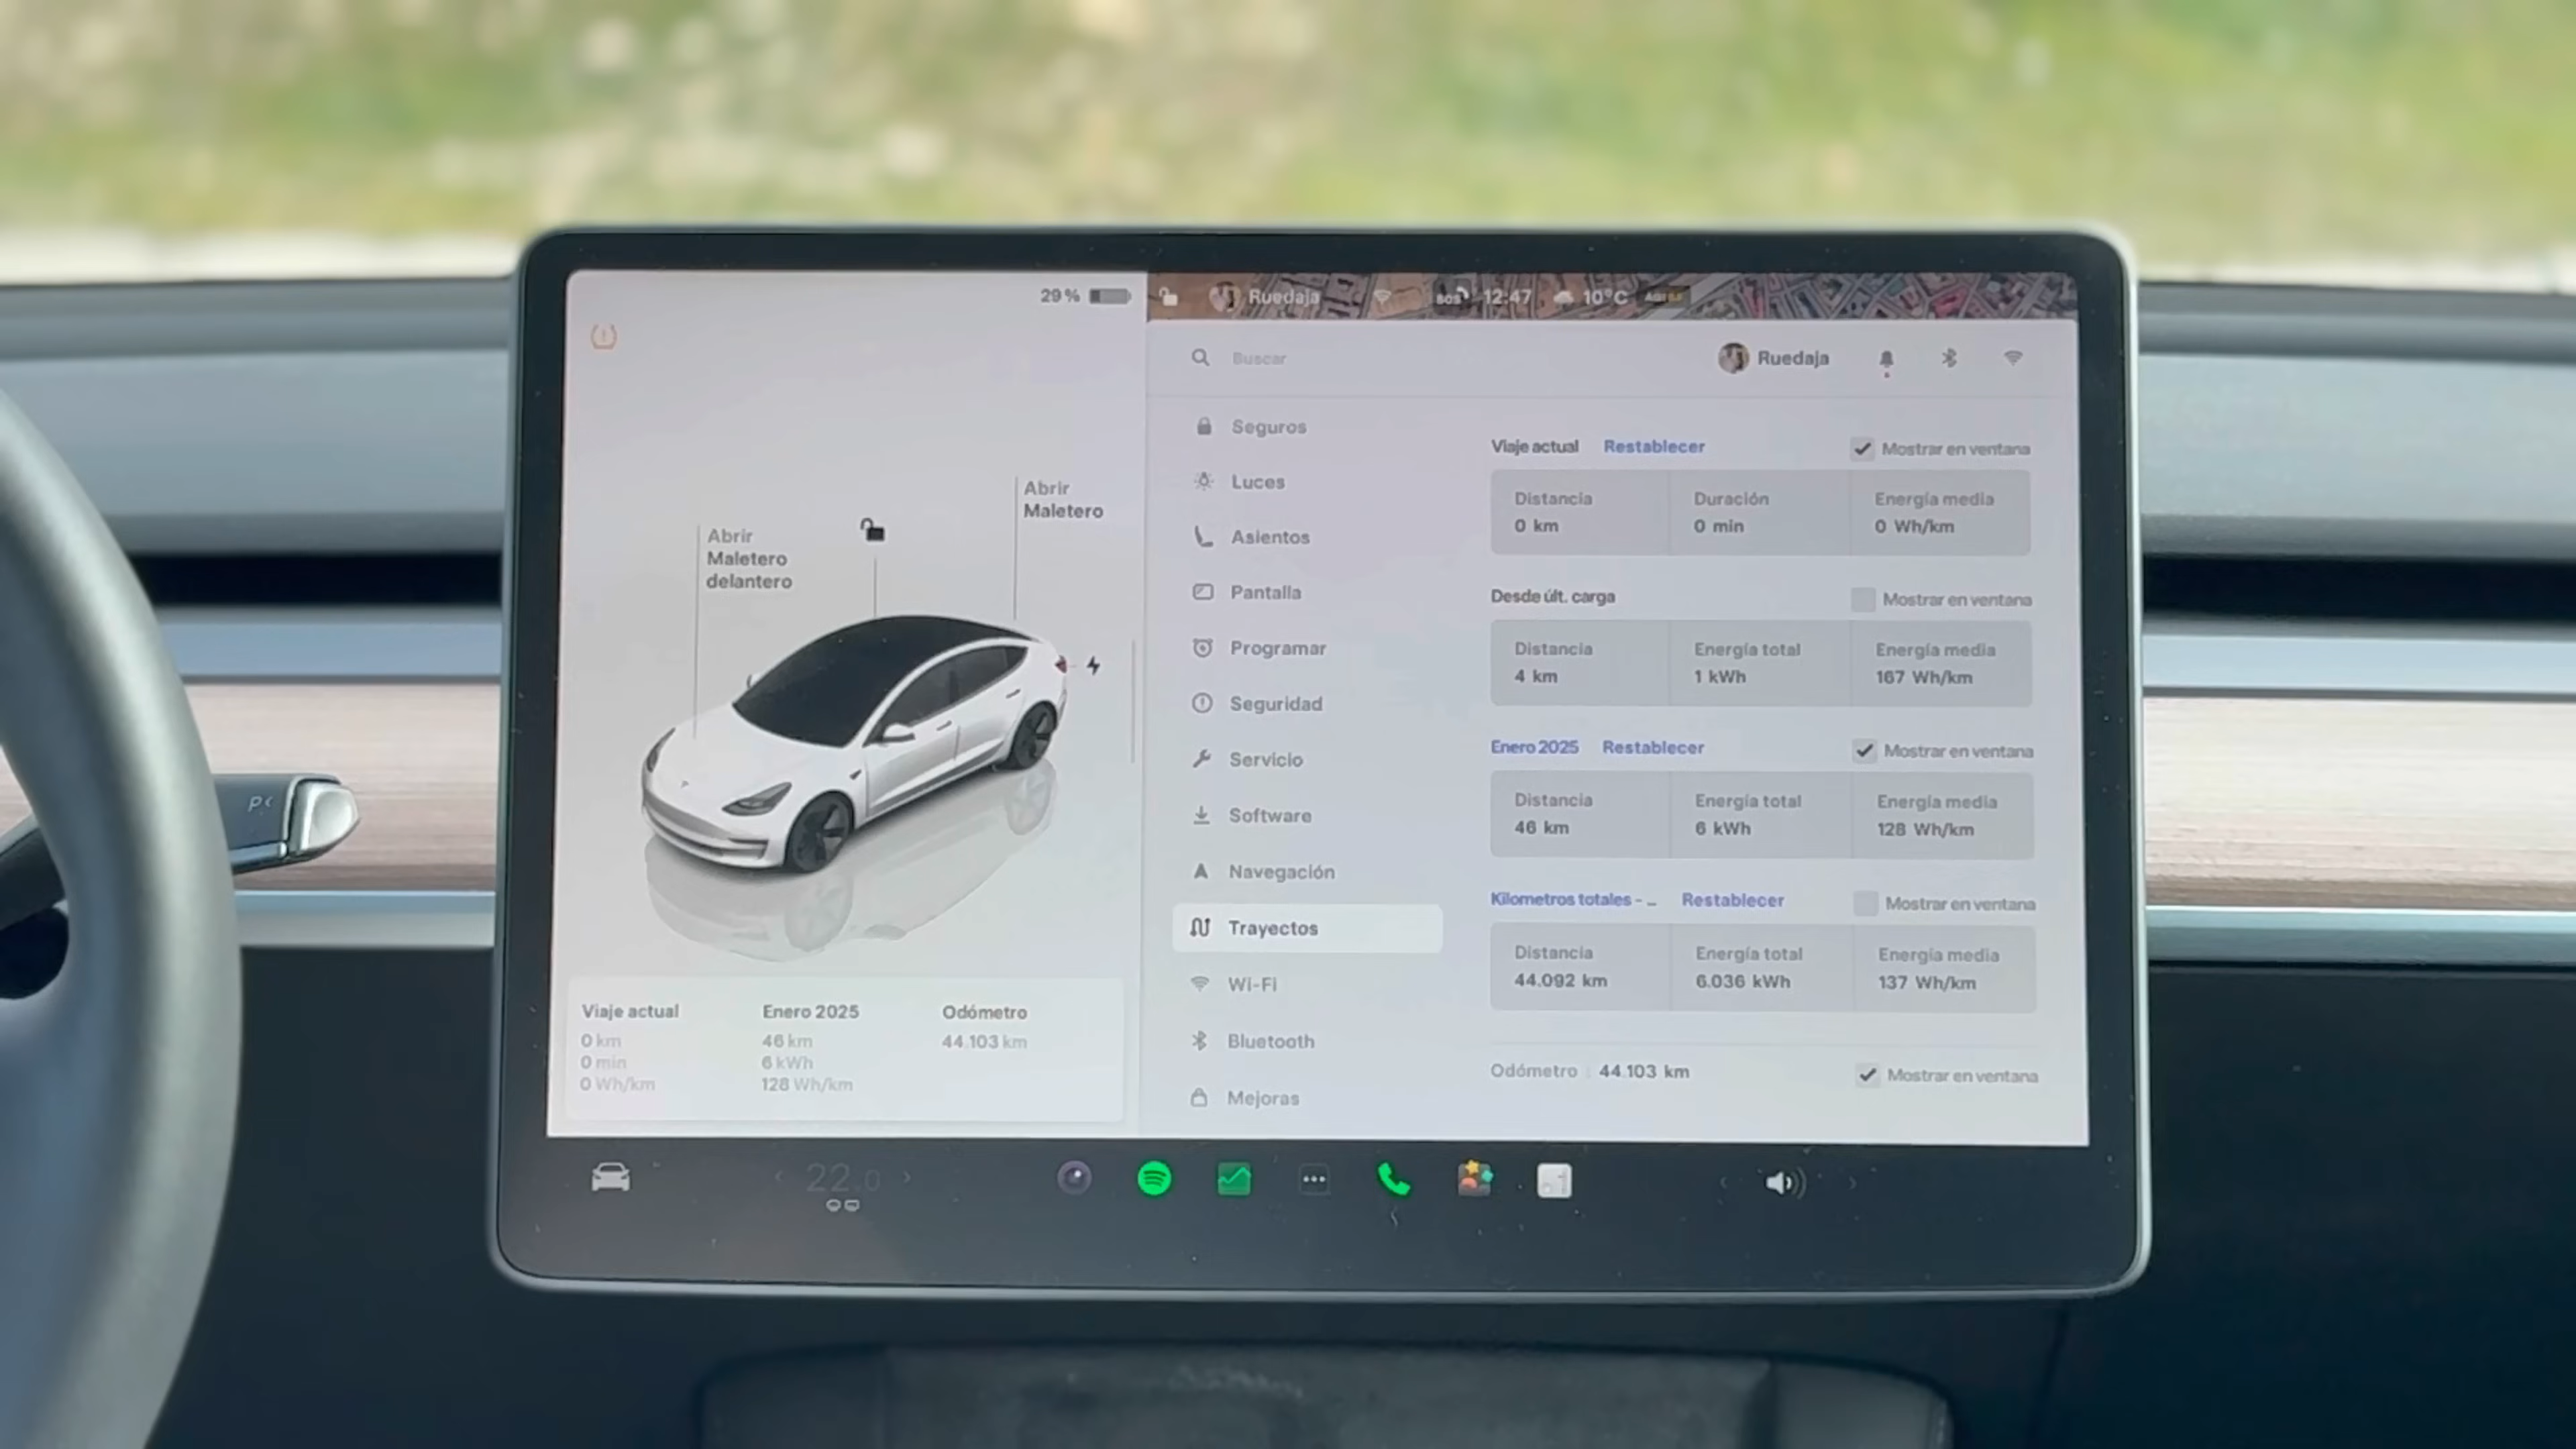 29 %
Ruedaja
SOS
12:47
10°C
Abrir
Maletero
delantero
Abrir
Maletero
Viaje actual
0 km
0 min
0 Wh/km
Enero 2025
46 km
6 kWh
128 Wh/km
Odómetro
44.103 km
Buscar
Ruedaja
Seguros
Luces
Asientos
Pantalla
Programar
Seguridad
Servicio
Software
Navegación
Trayectos
Wi-Fi
Bluetooth
Mejoras
Viaje actual Restablecer Mostrar en ventana
Distancia Duración Energía media
0 km 0 min 0 Wh/km
Desde últ. carga Mostrar en ventana
Distancia Energía total Energía media
4 km 1 kWh 167 Wh/km
Enero 2025 Restablecer Mostrar en ventana
Distancia Energía total Energía media
46 km 6 kWh 128 Wh/km
Kilometros totales - ... Restablecer Mostrar en ventana
Distancia Energía total Energía media
44.092 km 6.036 kWh 137 Wh/km
Odómetro : 44.103 km Mostrar en ventana
P
22.0